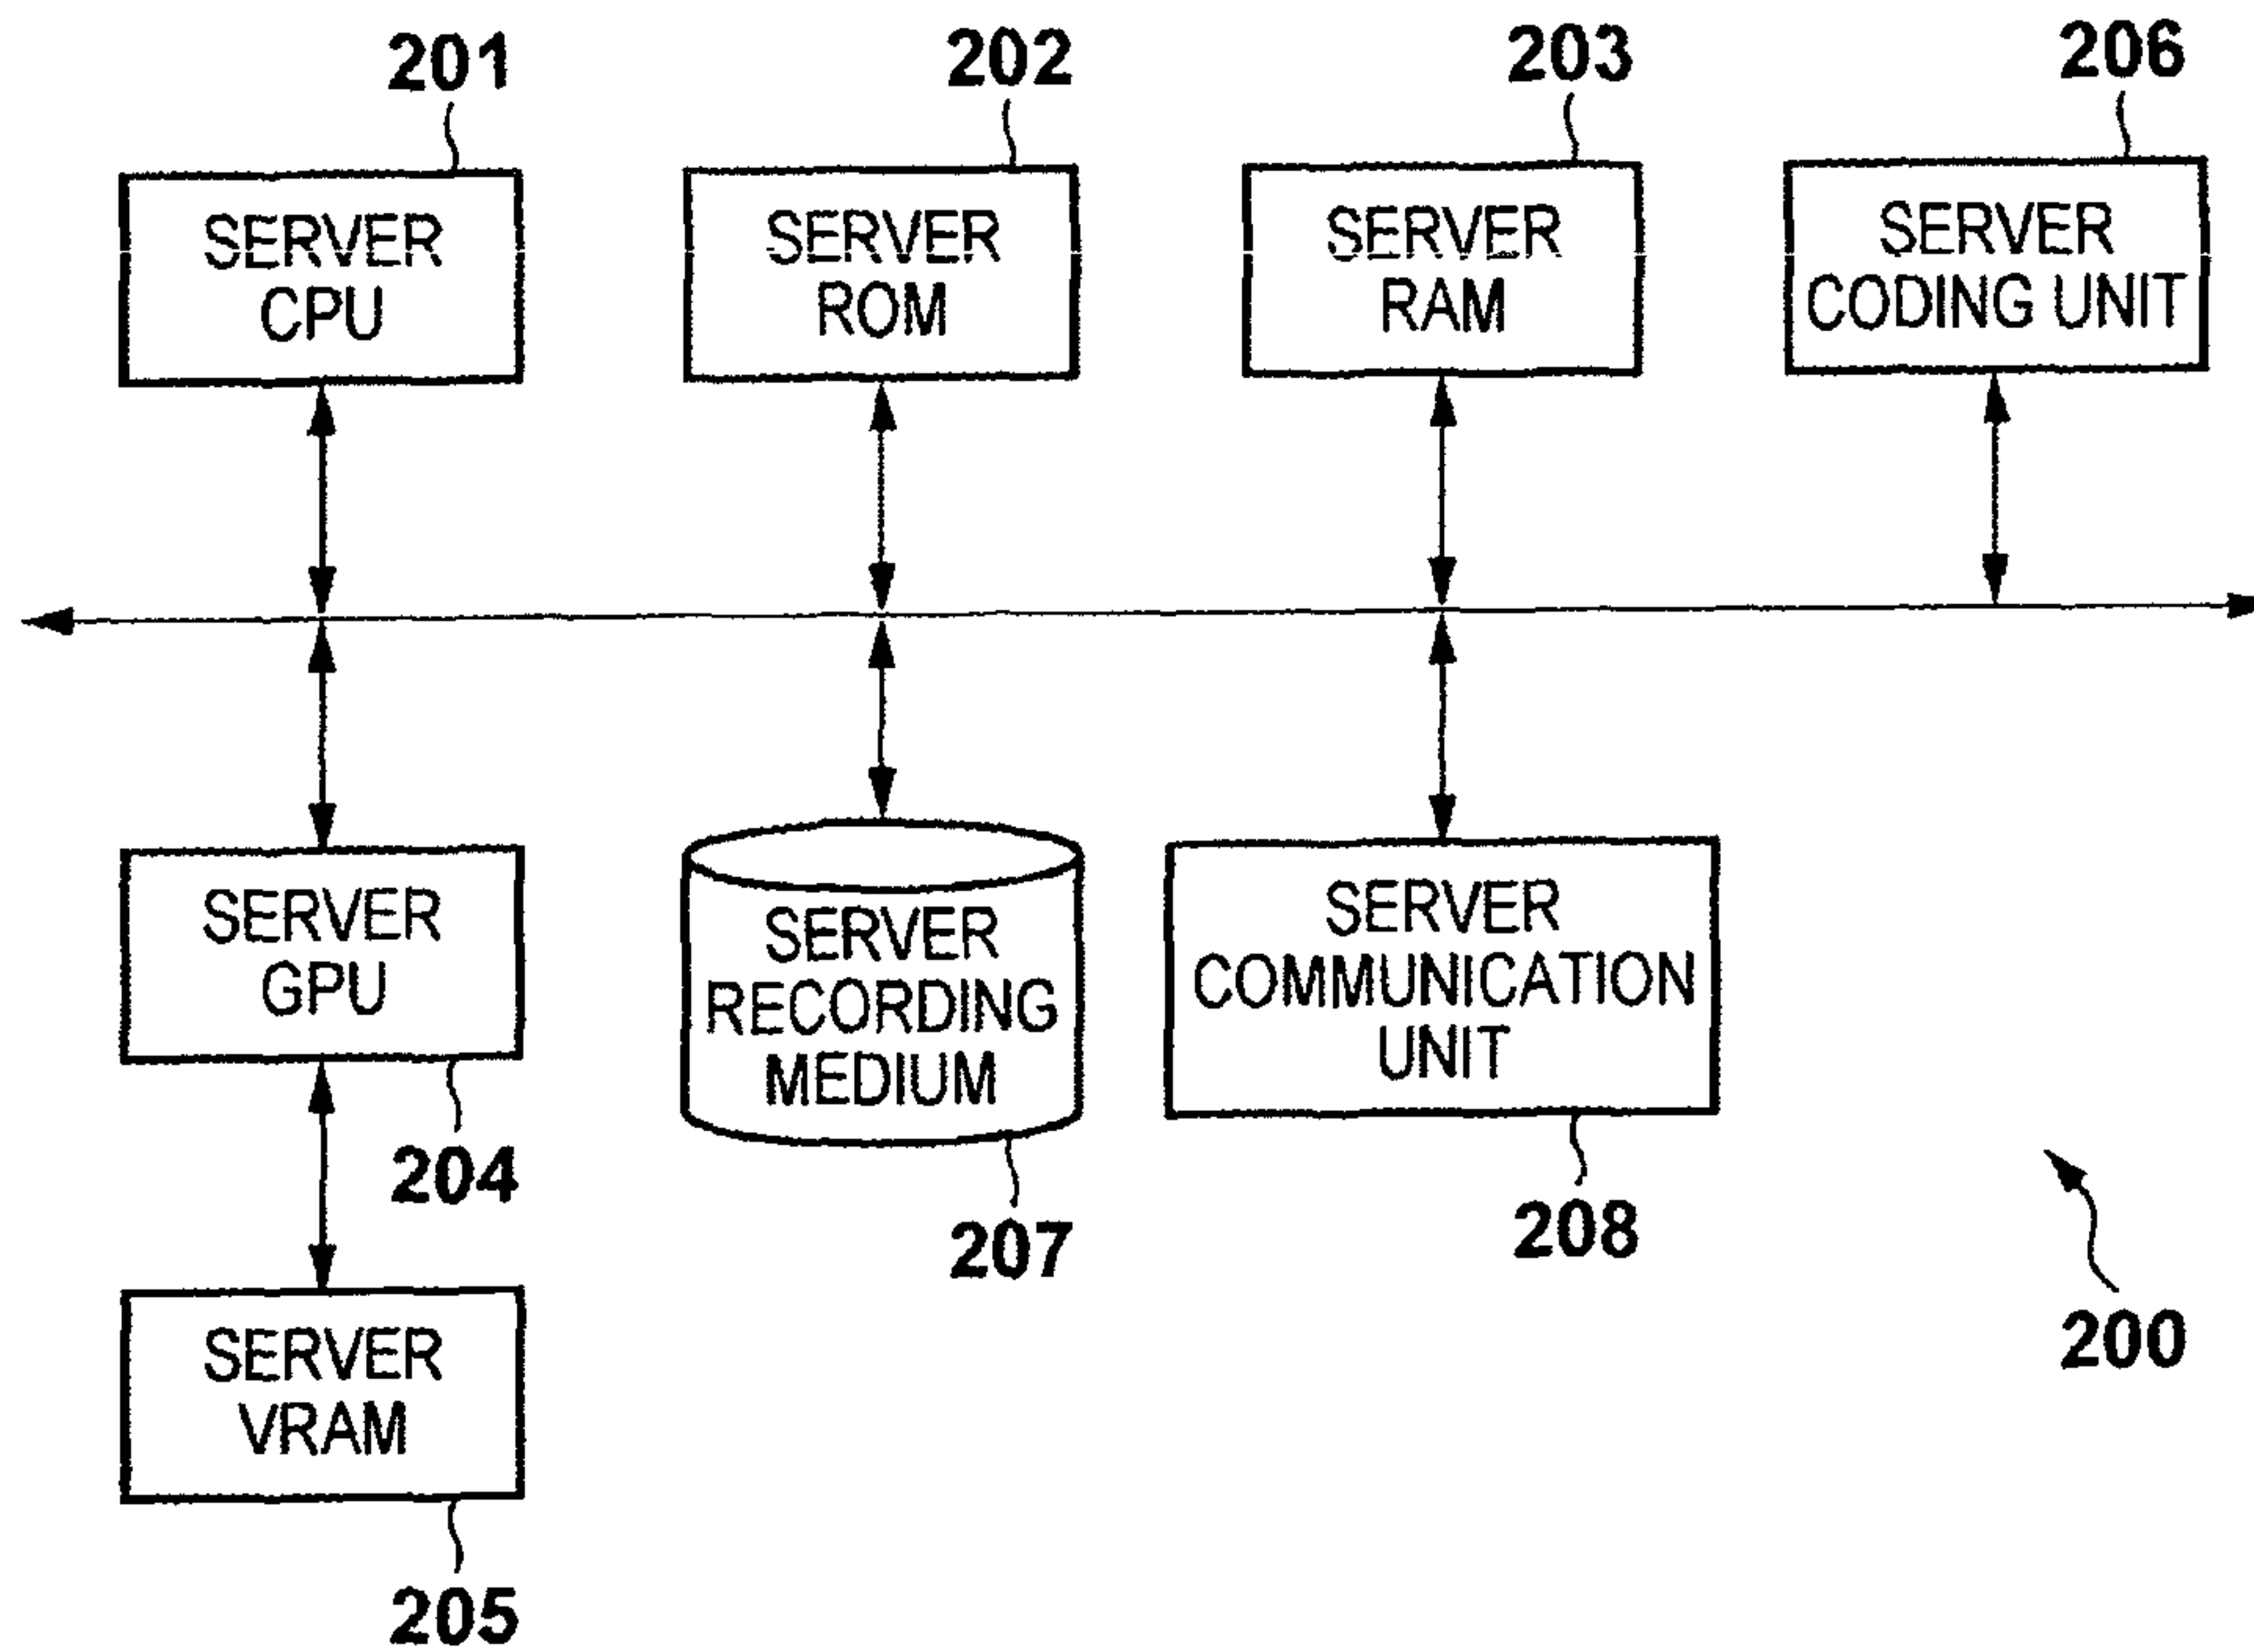 201
202
203
206
SERVER
CPU
SERVER
ROM
SERVER
RAM
SERVER
CODING UNIT
SERVER
GPU
SERVER
RECORDING
MEDIUM
SERVER
COMMUNICATION
UNIT
204
207
208
200
SERVER
VRAM
205